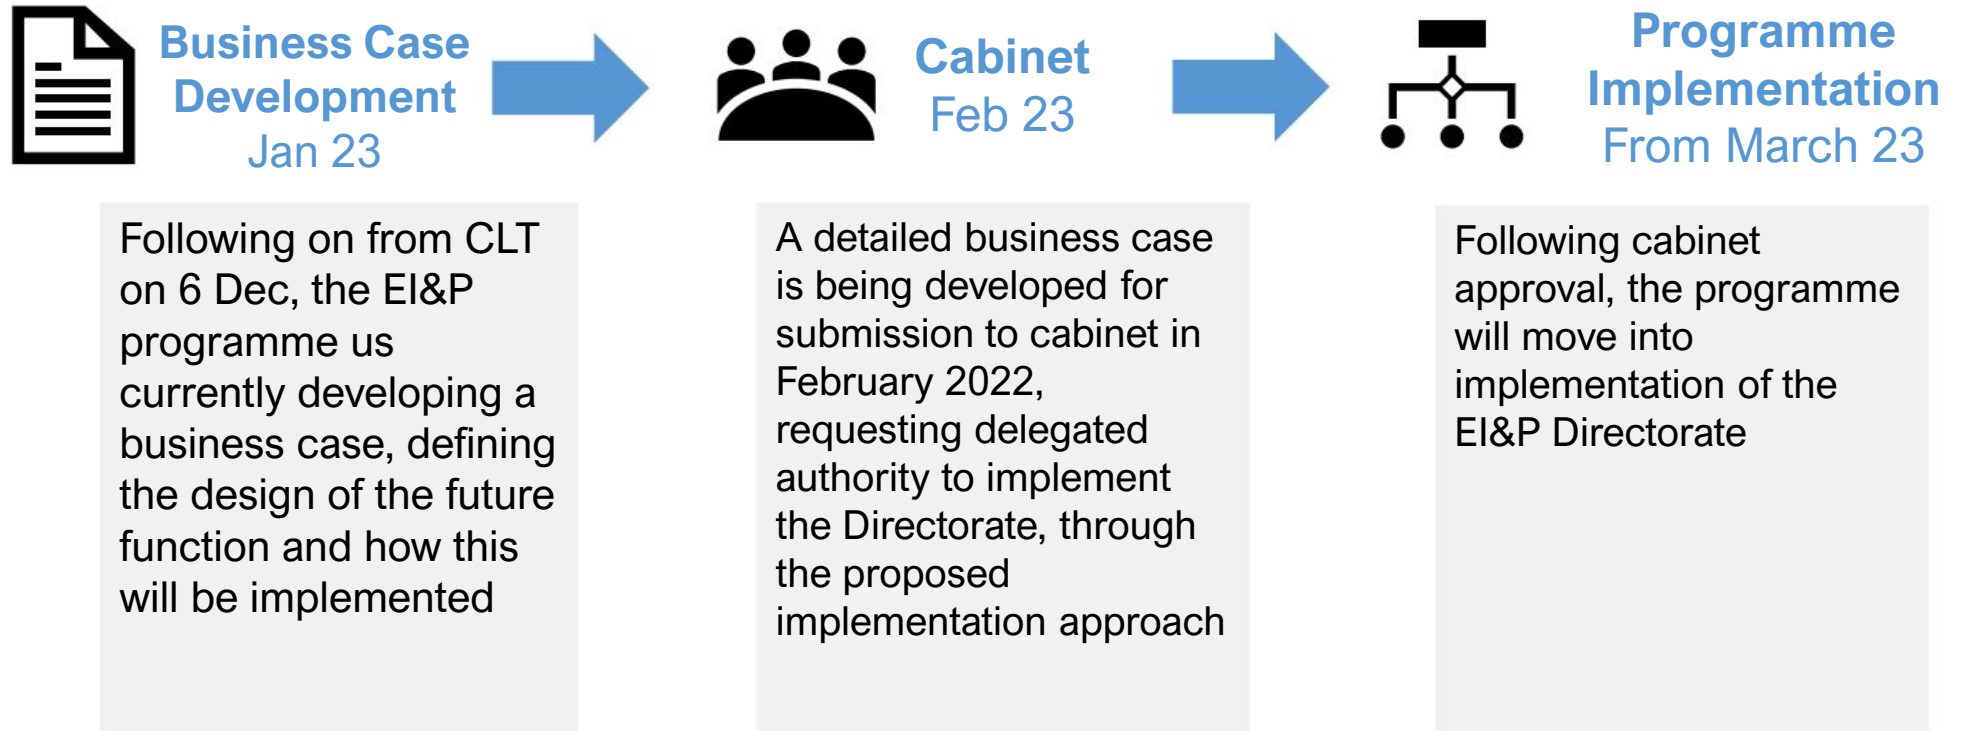 Business Case
Development
Jan 23
Cabinet
Feb 23
Programme
Implementation
From March 23
Following on from CLT
on 6 Dec, the EI&P
programme us
currently developing a
business case, defining
the design of the future
function and how this
will be implemented
A detailed business case
is being developed for
submission to cabinet in
February 2022,
requesting delegated
authority to implement
the Directorate, through
the proposed
implementation approach
Following cabinet
approval, the programme
will move into
implementation of the
EI&P Directorate